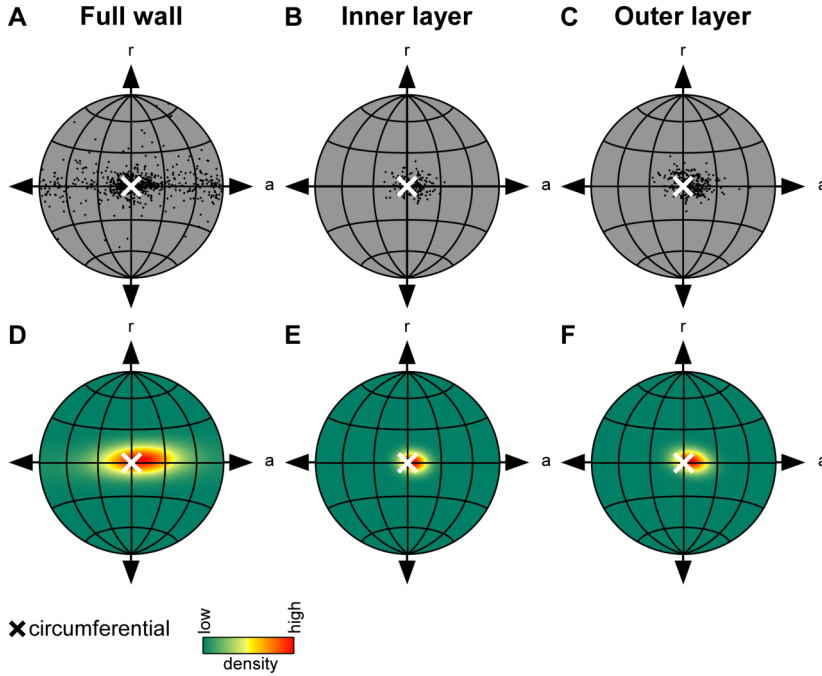 A Full wall
B Inner layer
C Outer layer
r
r
r
a
a
a
D
E
F
r
r
r
a
a
a
circumferential
low
high
density